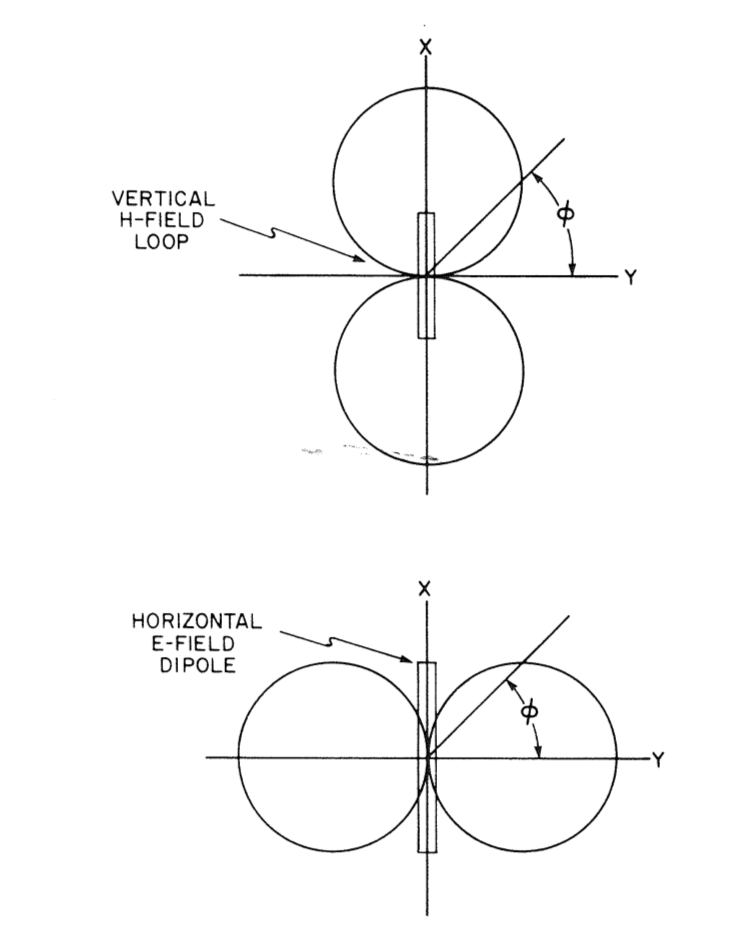 X
VERTICAL
H-FIELD
LOOP
ϕ
Y
X
HORIZONTAL
E-FIELD
DIPOLE
ϕ
Y